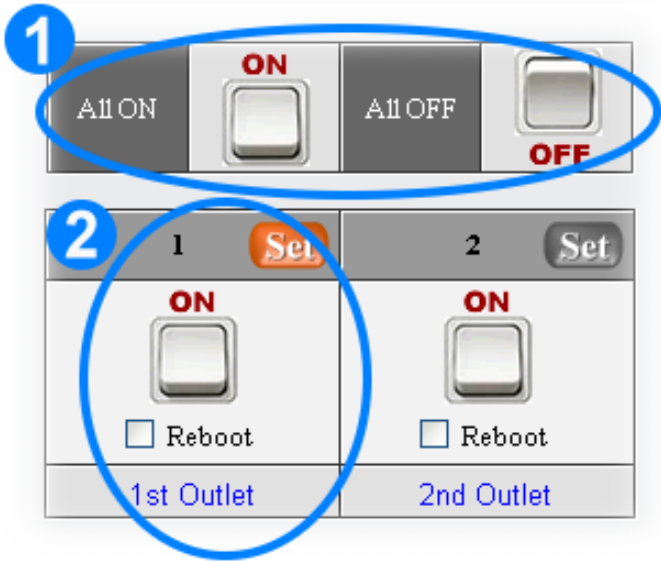 1
All ON
ON
All OFF
OFF
2
1
Set
2
Set
ON
ON
Reboot
Reboot
1st Outlet
2nd Outlet